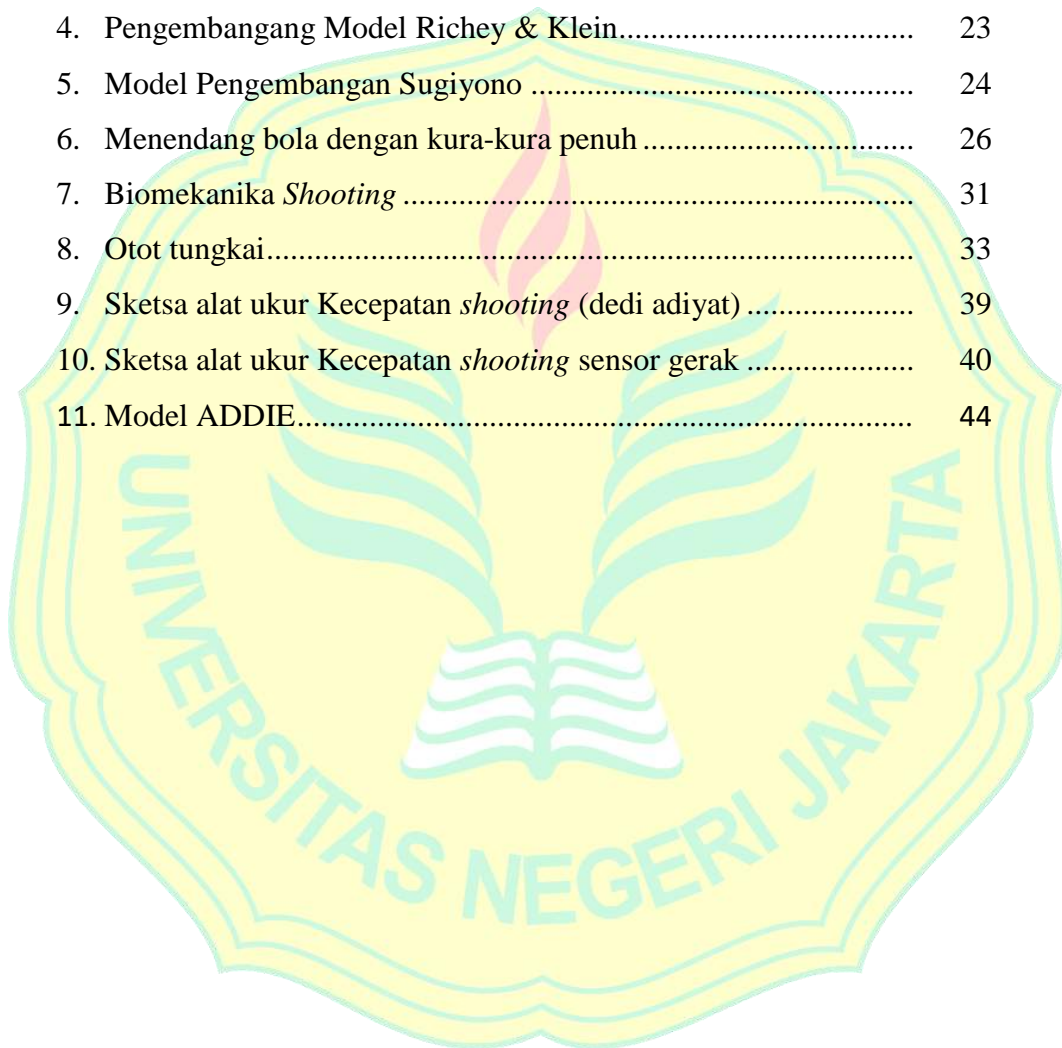 4. Pengembangang Model Richey & Klein.................................. 23
5. Model Pengembangan Sugiyono ............................................ 24
6. Menendang bola dengan kura-kura penuh ............................... 26
7. Biomekanika Shooting ........................................................... 31
8. Otot tungkai............................................................................. 33
9. Sketsa alat ukur Kecepatan shooting (dedi adiyat) ................... 39
10. Sketsa alat ukur Kecepatan shooting sensor gerak ................... 40
11. Model ADDIE......................................................................... 44
UNIVERSITAS NEGERI JAKARTA